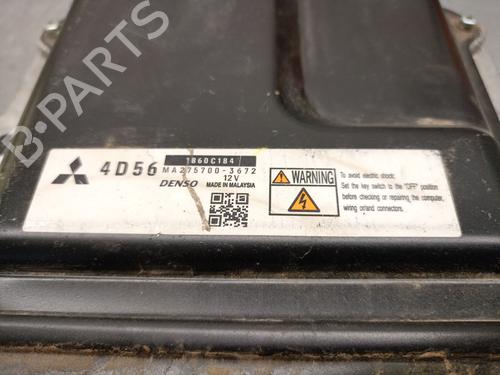 B-PARTS
4D56
1860C184
MA275700-3672
12V
DENSO MADE IN MALAYSIA
WARNING
To avoid electric shock:
Set the key switch to the "OFF" position
before checking or repairing the computer,
wiring or/and connectors.